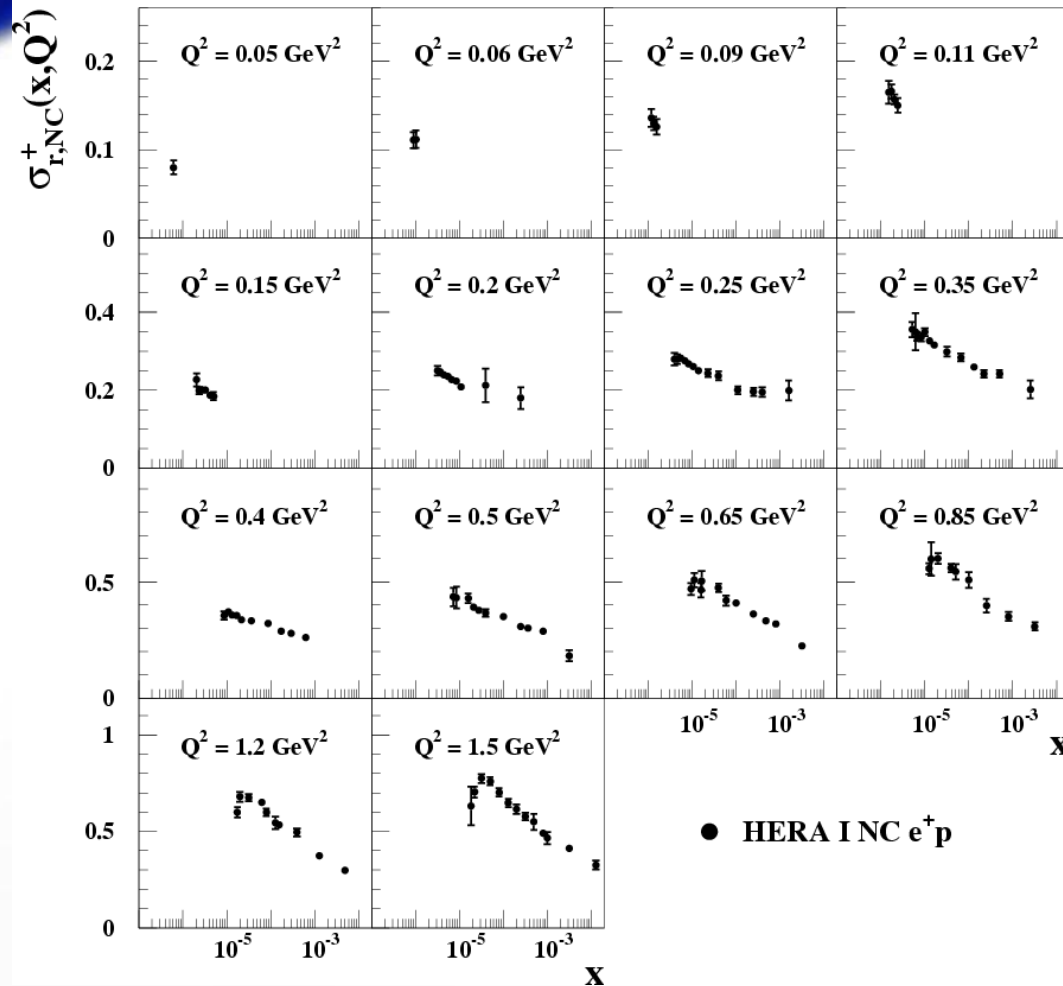 σ⁺r,NC(x,Q²)
Q² = 0.05 GeV²
Q² = 0.06 GeV²
Q² = 0.09 GeV²
Q² = 0.11 GeV²
0.2
0.1
0
Q² = 0.15 GeV²
Q² = 0.2 GeV²
Q² = 0.25 GeV²
Q² = 0.35 GeV²
0.4
0.2
0
Q² = 0.4 GeV²
Q² = 0.5 GeV²
Q² = 0.65 GeV²
Q² = 0.85 GeV²
0.5
0
10⁻⁵ 10⁻³
10⁻⁵ 10⁻³
x
Q² = 1.2 GeV²
Q² = 1.5 GeV²
1
0.5
0
HERA I NC e⁺p
10⁻⁵ 10⁻³
10⁻⁵ 10⁻³
x